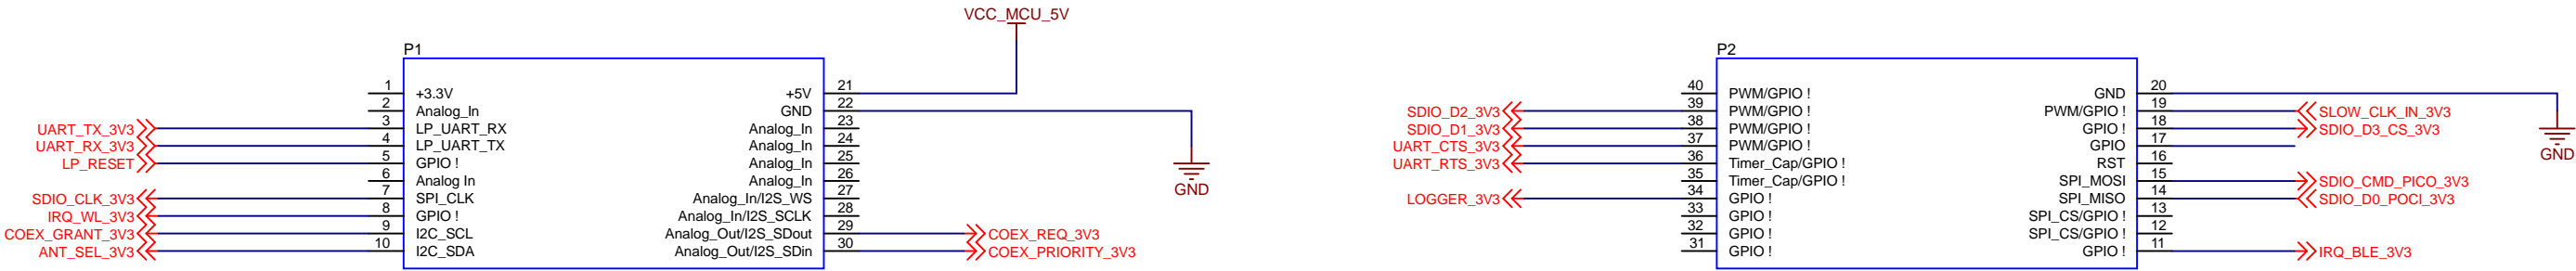 VCC_MCU_5V
P1
1 +3.3V +5V 21
2 Analog_In GND 22
UART_TX_3V3 3 LP_UART_RX Analog_In 23
UART_RX_3V3 4 LP_UART_TX Analog_In 24
LP_RESET 5 GPIO ! Analog_In 25
6 Analog In Analog_In 26
SDIO_CLK_3V3 7 SPI_CLK Analog_In/I2S_WS 27
IRQ_WL_3V3 8 GPIO ! Analog_In/I2S_SCLK 28
COEX_GRANT_3V3 9 I2C_SCL Analog_Out/I2S_SDout 29 COEX_REQ_3V3
ANT_SEL_3V3 10 I2C_SDA Analog_Out/I2S_SDin 30 COEX_PRIORITY_3V3
GND
P2
40 PWM/GPIO ! GND 20
SDIO_D2_3V3 39 PWM/GPIO ! PWM/GPIO ! 19 SLOW_CLK_IN_3V3
SDIO_D1_3V3 38 PWM/GPIO ! GPIO ! 18 SDIO_D3_CS_3V3
UART_CTS_3V3 37 PWM/GPIO ! GPIO 17
UART_RTS_3V3 36 Timer_Cap/GPIO ! RST 16
35 Timer_Cap/GPIO ! SPI_MOSI 15 SDIO_CMD_PICO_3V3
LOGGER_3V3 34 GPIO ! SPI_MISO 14 SDIO_D0_POCI_3V3
33 GPIO ! SPI_CS/GPIO ! 13
32 GPIO ! SPI_CS/GPIO ! 12
31 GPIO ! GPIO ! 11 IRQ_BLE_3V3
GND